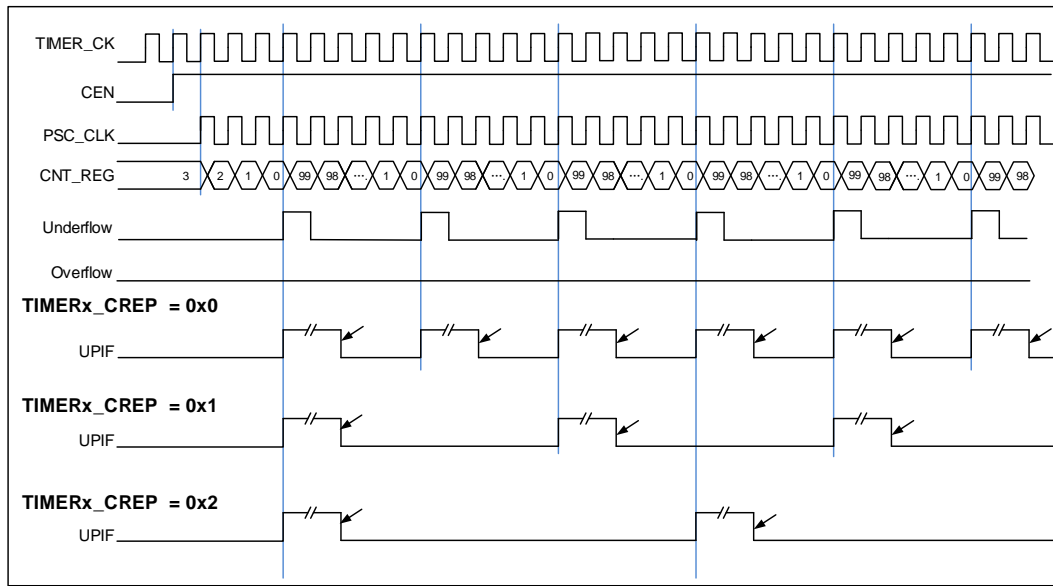 TIMER_CK
CEN
PSC_CLK
CNT_REG 3 2 1 0 99 98 .... 1 0 99 98 .... 1 0 99 98 .... 1 0 99 98 .... 1 0 99 98 .... 1 0 99 98
Underflow
Overflow
TIMERx_CREP = 0x0
UPIF
TIMERx_CREP = 0x1
UPIF
TIMERx_CREP = 0x2
UPIF